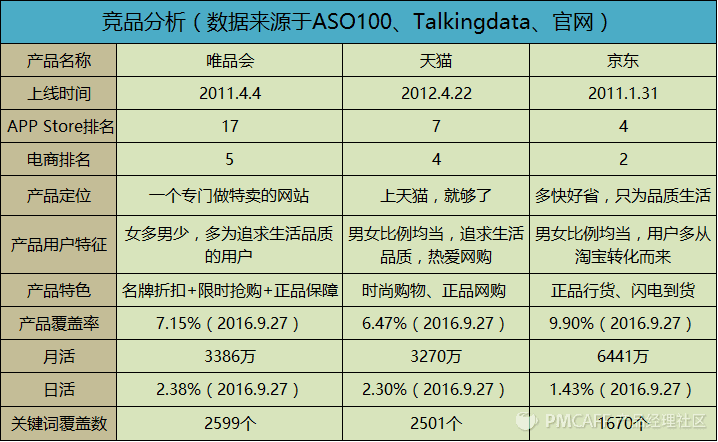 竞品分析（数据来源于ASO100、Talkingdata、官网）
产品名称 唯品会 天猫 京东
上线时间 2011.4.4 2012.4.22 2011.1.31
APP Store排名 17 7 4
电商排名 5 4 2
产品定位 一个专门做特卖的网站 上天猫，就够了 多快好省，只为品质生活
产品用户特征 女多男少，多为追求生活品质 男女比例均当，追求生活 男女比例均当，用户多从
的用户 品质，热爱网购 淘宝转化而来
产品特色 名牌折扣+限时抢购+正品保障 时尚购物、正品网购 正品行货、闪电到货
产品覆盖率 7.15%（2016.9.27） 6.47%（2016.9.27） 9.90%（2016.9.27）
月活 3386万 3270万 6441万
日活 2.38%（2016.9.27） 2.30%（2016.9.27） 1.43%（2016.9.27）
关键词覆盖数 2599个 2501个 1670个
PMCAFF 经理社区